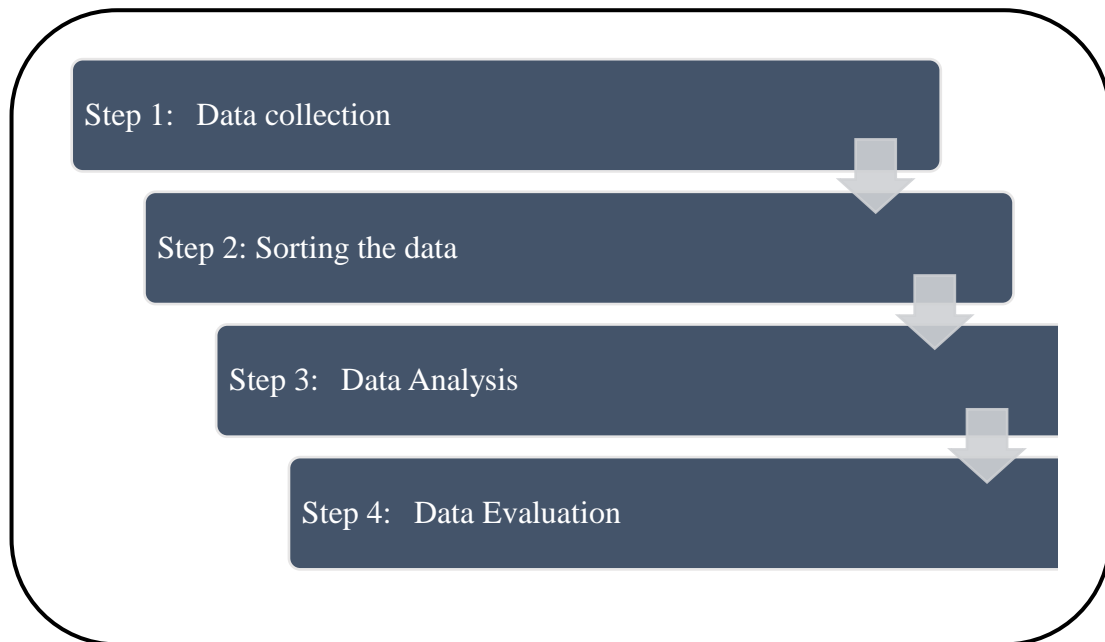 Step 1: Data collection
Step 2: Sorting the data
Step 3: Data Analysis
Step 4: Data Evaluation